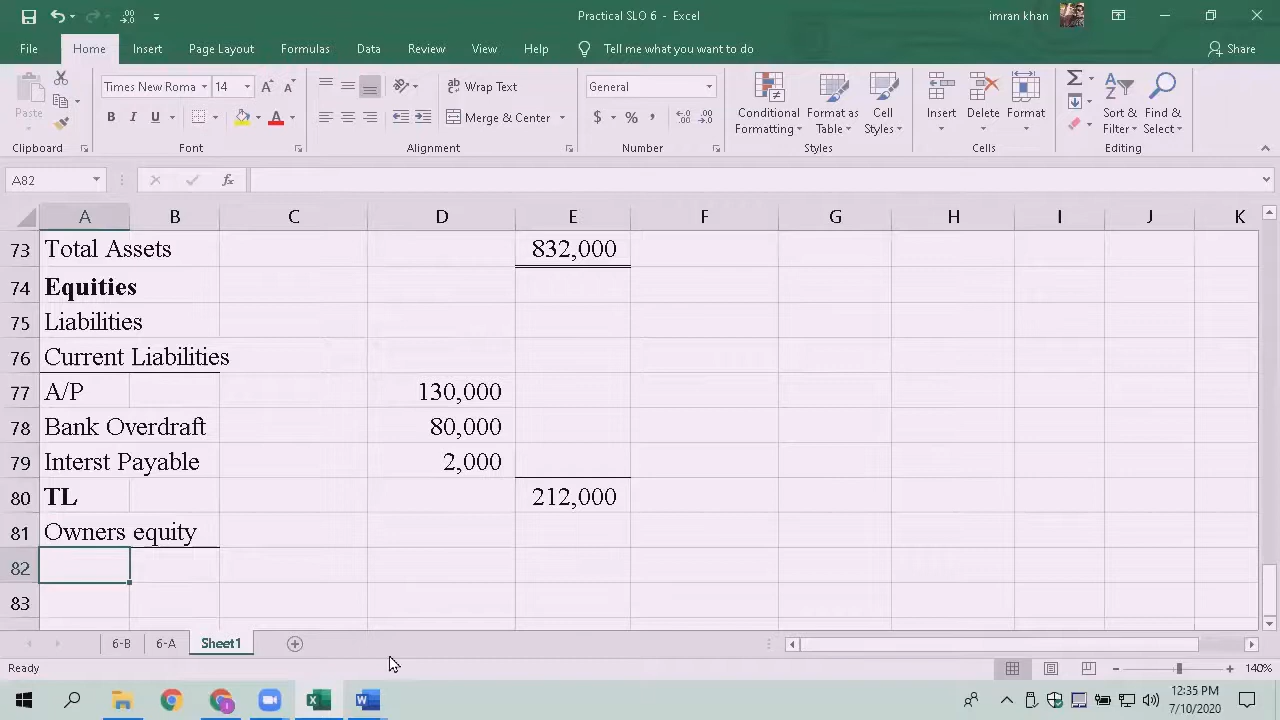 Practical SLO 6 - Excel
imran khan
File Home Insert Page Layout Formulas Data Review View Help Tell me what you want to do Share
Paste
Clipboard
Times New Roma 14
B I U
Font
Wrap Text
Merge & Center
Alignment
General
$ % ,
Number
Conditional Formatting
Format as Table
Cell Styles
Styles
Insert Delete Format
Cells
Sort & Filter
Find & Select
Editing
A82 fx
A B C D E F G H I J K
73 Total Assets 832,000
74 Equities
75 Liabilities
76 Current Liabilities
77 A/P 130,000
78 Bank Overdraft 80,000
79 Interst Payable 2,000
80 TL 212,000
81 Owners equity
82
83
6-B 6-A Sheet1
Ready 140%
12:35 PM
7/10/2020